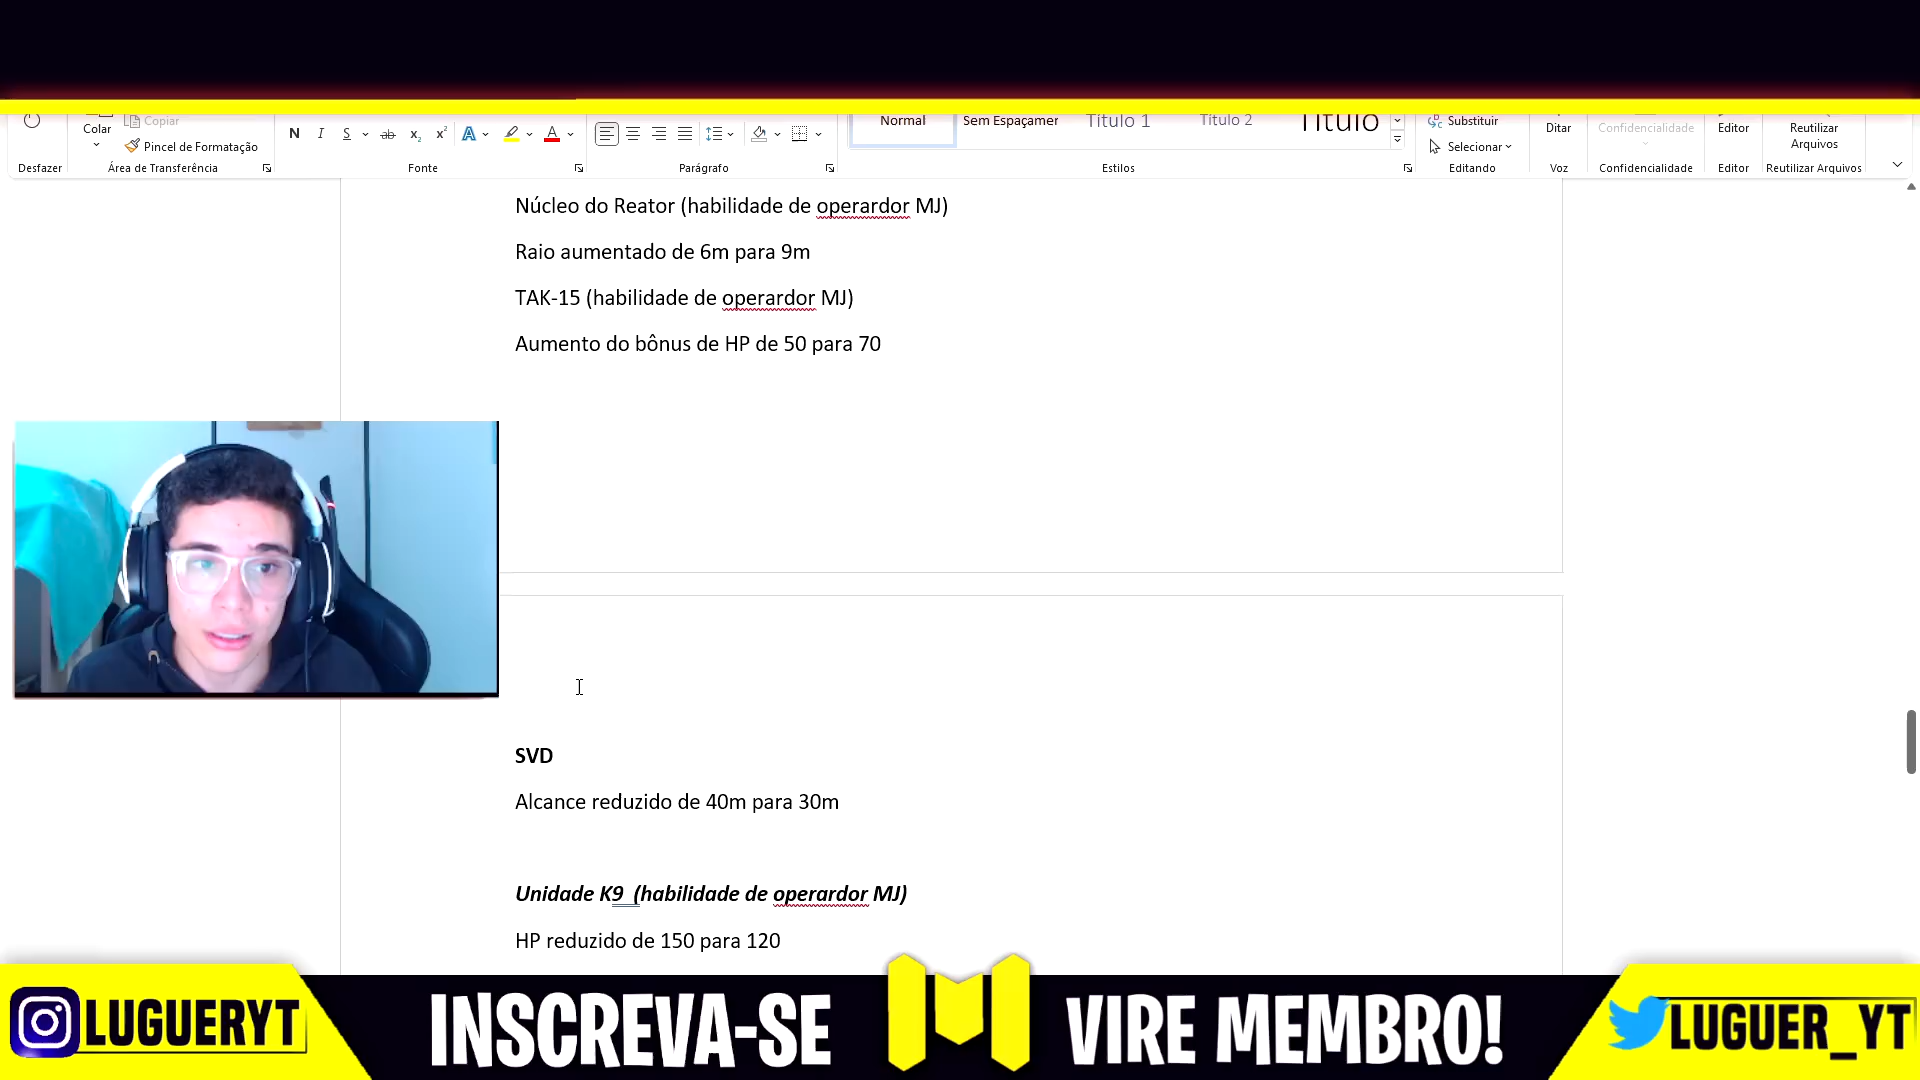 Colar
Copiar
Pincel de Formatação
N I S ab x₂ x² A A
Normal
Sem Espaçamer
Título 1
Título 2
Título
Substituir
Selecionar
Ditar
Confidencialidade
Editor
Reutilizar
Arquivos
Desfazer
Área de Transferência
Fonte
Parágrafo
Estilos
Editando
Voz
Confidencialidade
Editor
Reutilizar Arquivos
Núcleo do Reator (habilidade de operardor MJ)
Raio aumentado de 6m para 9m
TAK-15 (habilidade de operardor MJ)
Aumento do bônus de HP de 50 para 70
SVD
Alcance reduzido de 40m para 30m
Unidade K9  (habilidade de operardor MJ)
HP reduzido de 150 para 120
LUGUERYT
INSCREVA-SE
VIRE MEMBRO!
LUGUER_YT